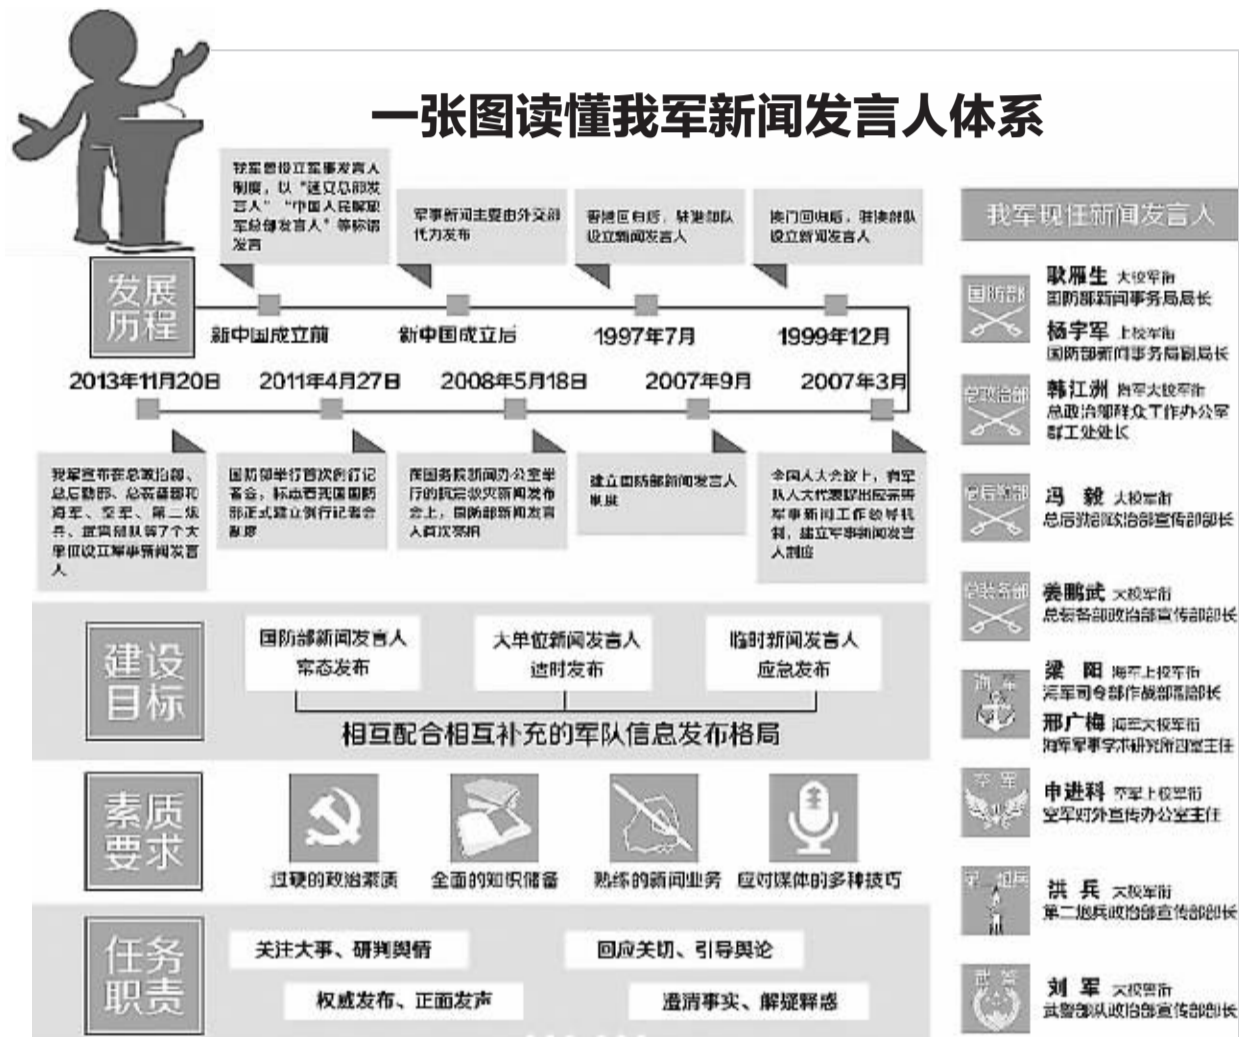 一张图读懂我军新闻发言人体系
发展
历程
我军曾设立军事发言人
制度，以“延安总部发
言人”“中国人民解放
军总部发言人”等称谓
发言
军事新闻主要由外交部
代为发布
香港回归后，驻港部队
设立新闻发言人
澳门回归后，驻澳部队
设立新闻发言人
新中国成立前
新中国成立后
1997年7月
1999年12月
2013年11月20日
2011年4月27日
2008年5月18日
2007年9月
2007年3月
我军宣布在总政治部、
总后勤部、总装备部和
海军、空军、第二炮
兵、武警部队等7个大
单位设立军事新闻发言
人
国防部举行首次例行记
者会，标志着我国国防
部正式建立例行记者会
制度
在国务院新闻办公室举
行的抗震救灾新闻发布
会上，国防部新闻发言
人首次亮相
建立国防部新闻发言人
制度
全国人大会议上，有军
队人大代表提出应完善
军事新闻工作领导机
制，建立军事新闻发言
人制度
建设
目标
国防部新闻发言人
常态发布
大单位新闻发言人
适时发布
临时新闻发言人
应急发布
相互配合相互补充的军队信息发布格局
素质
要求
过硬的政治素质
全面的知识储备
熟练的新闻业务
应对媒体的多种技巧
任务
职责
关注大事、研判舆情
回应关切、引导舆论
权威发布、正面发声
澄清事实、解疑释惑
我军现任新闻发言人
国防部
耿雁生 大校军衔
国防部新闻事务局局长
杨宇军 上校军衔
国防部新闻事务局副局长
总政治部
韩江洲 海军大校军衔
总政治部群众工作办公室
群工处处长
总后勤部
冯 毅 大校军衔
总后勤部政治部宣传部部长
总装备部
姜鹏武 大校军衔
总装备部政治部宣传部部长
海军
梁 阳 海军上校军衔
海军司令部作战部副部长
邢广梅 海军大校军衔
海军军事学术研究所四室主任
空军
申进科 空军上校军衔
空军对外宣传办公室主任
第二炮兵
洪 兵 大校军衔
第二炮兵政治部宣传部部长
武警
刘 军 大校警衔
武警部队政治部宣传部部长